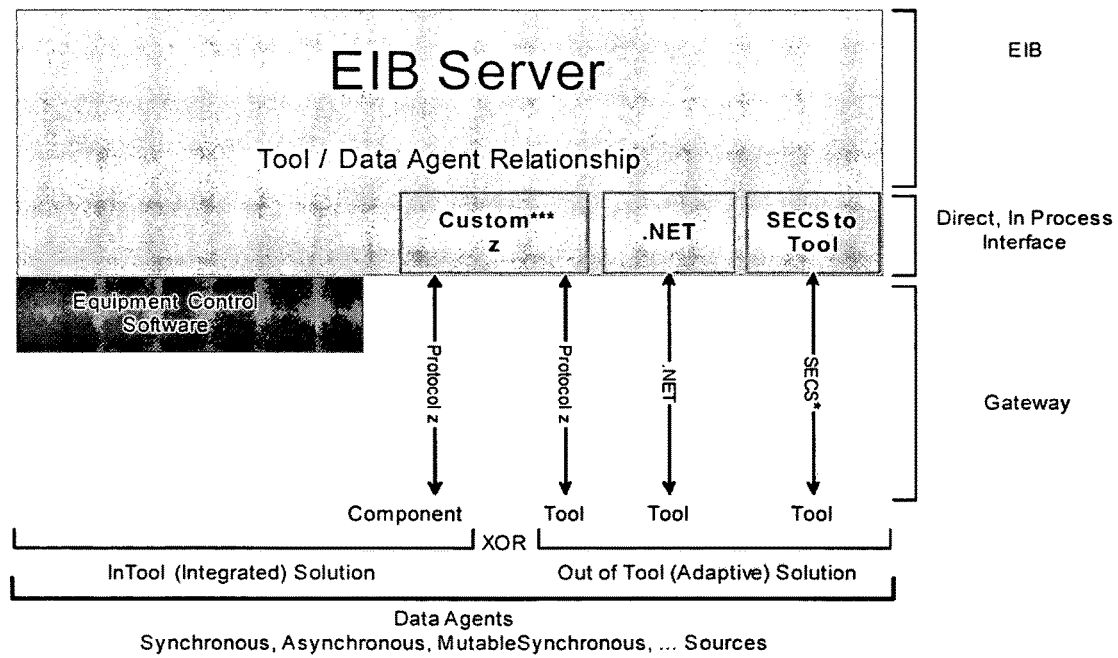 EIB Server
EIB
Tool / Data Agent Relationship
Custom***
z
.NET
SECS to
Tool
Direct, In Process
Interface
Equipment Control
Software
Protocol z
Protocol z
.NET
SECS*
Gateway
Component
Tool
Tool
Tool
XOR
InTool (Integrated) Solution
Out of Tool (Adaptive) Solution
Data Agents
Synchronous, Asynchronous, MutableSynchronous, ... Sources